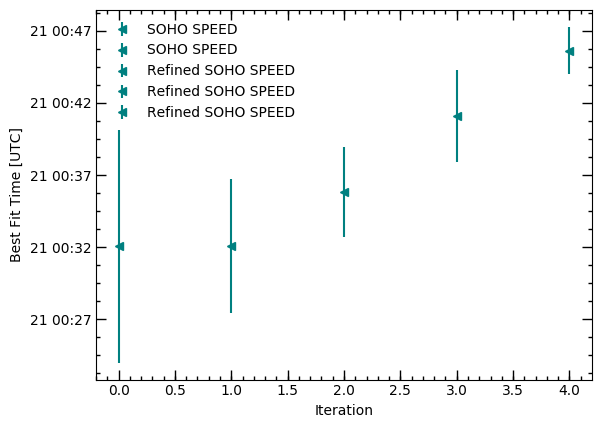 21 00:47
21 00:42
21 00:37
21 00:32
21 00:27
Best Fit Time [UTC]
SOHO SPEED
SOHO SPEED
Refined SOHO SPEED
Refined SOHO SPEED
Refined SOHO SPEED
0.0 0.5 1.0 1.5 2.0 2.5 3.0 3.5 4.0
Iteration